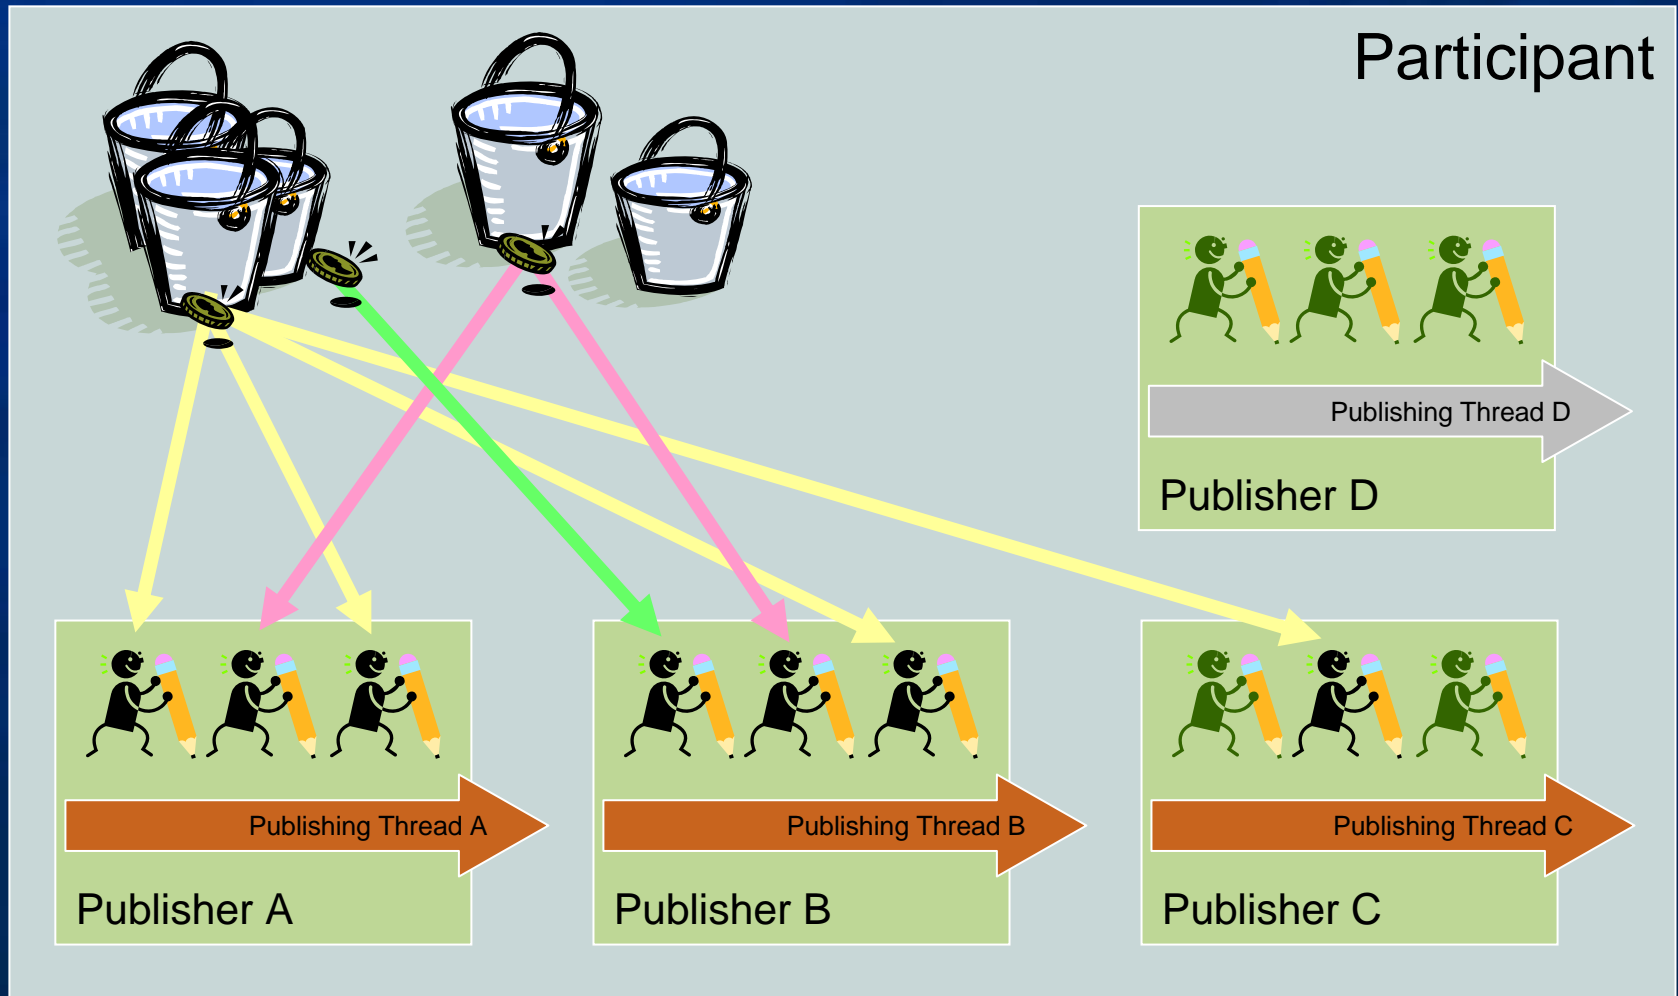 Participant
Publishing Thread D
Publisher D
Publishing Thread A
Publisher A
Publishing Thread B
Publisher B
Publishing Thread C
Publisher C